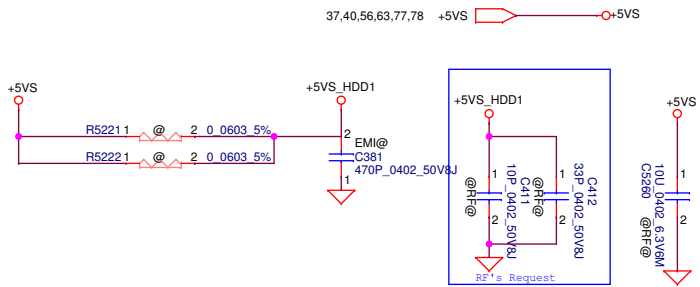 37,40,56,63,77,78 +5VS +5VS
+5VS
R5221 1 @ 2 0_0603_5%
R5222 1 @ 2 0_0603_5%
+5VS_HDD1
2
EMI@
C381
470P_0402_50V8J
1
+5VS_HDD1
1
2
@RF@
10P_0402_50V8J
C411
1
2
@RF@
33P_0402_50V8J
C412
RF's Request
+5VS
1
2
C5260
10U_0402_6.3V6M
@RF@